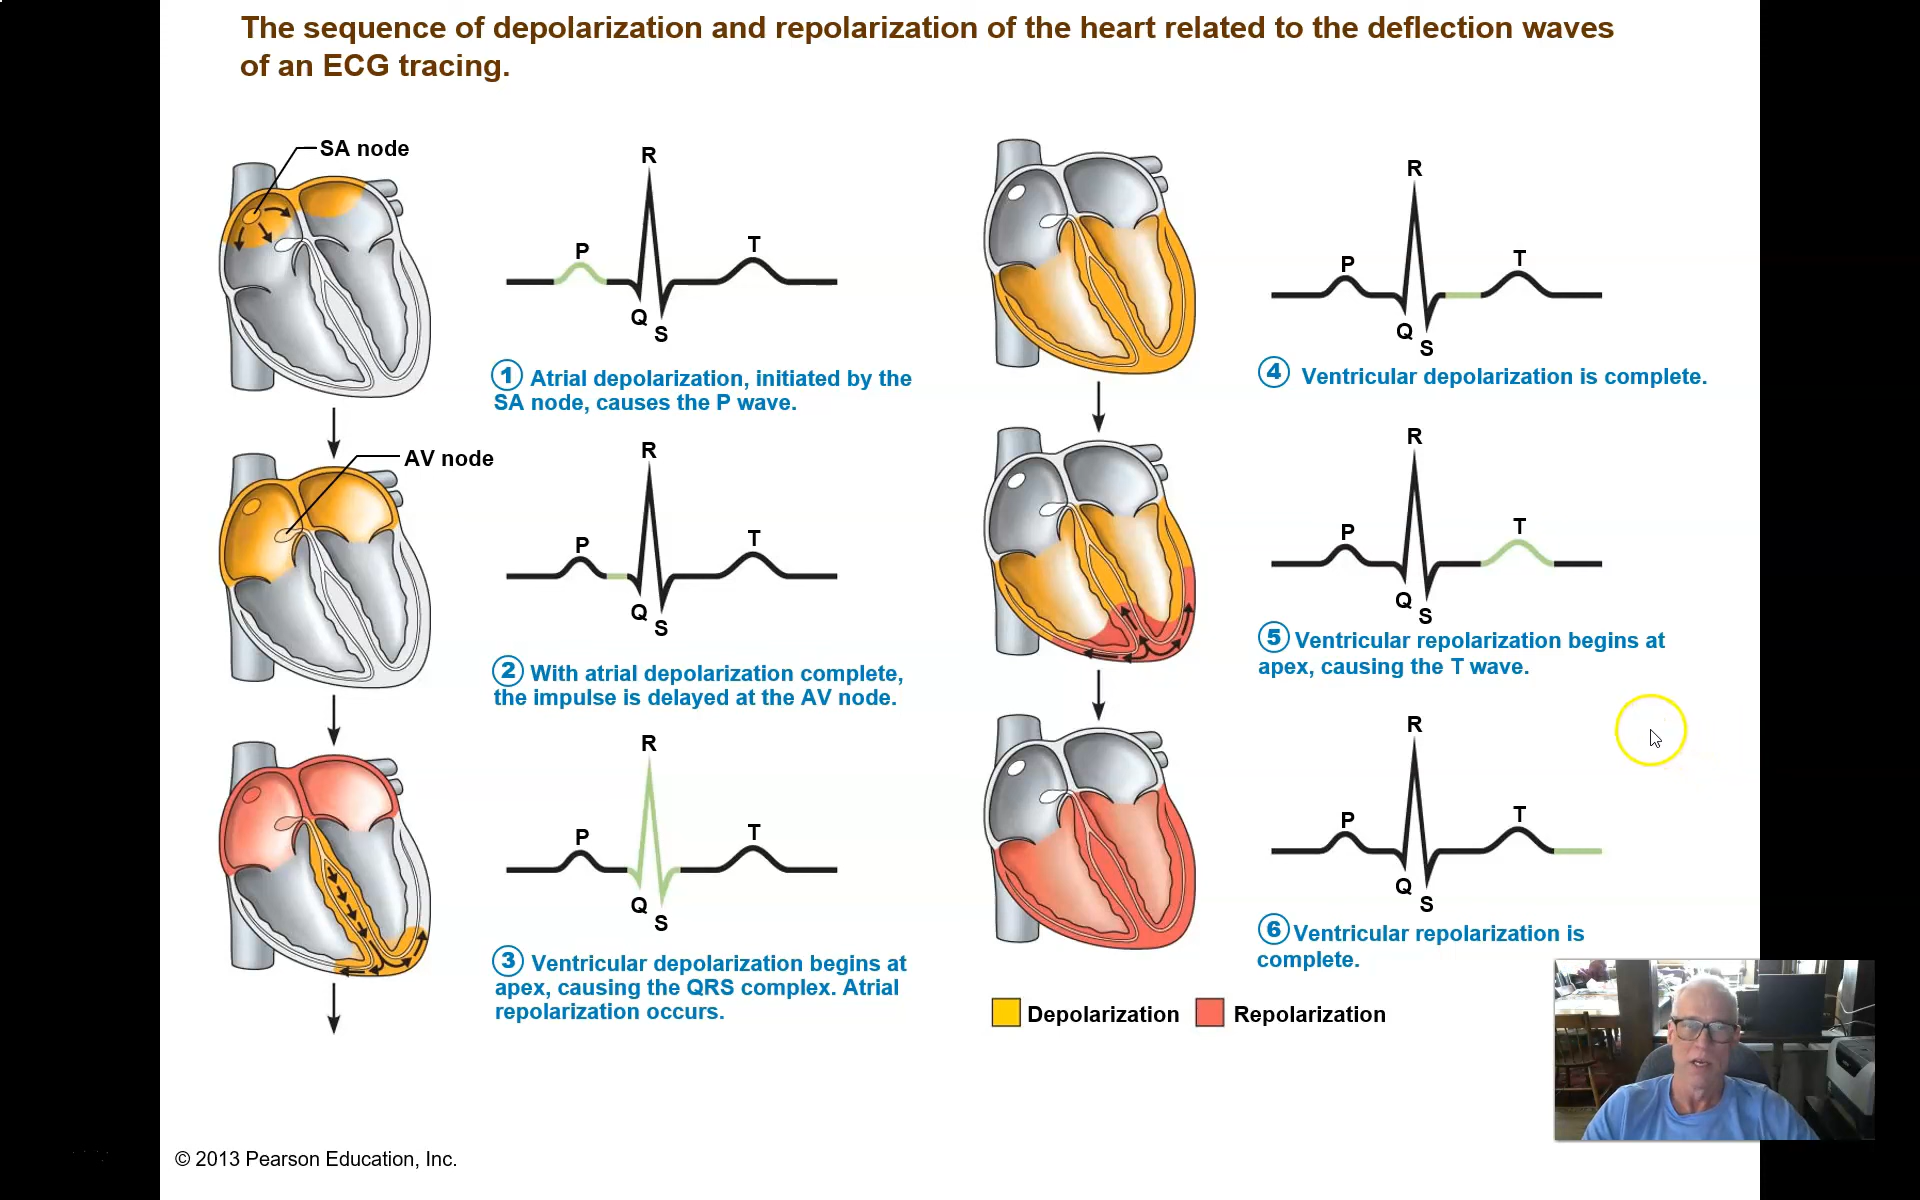 The sequence of depolarization and repolarization of the heart related to the deflection waves
of an ECG tracing.
SA node
R
P
T
Q
S
1 Atrial depolarization, initiated by the
SA node, causes the P wave.
AV node
R
P
T
Q
S
2 With atrial depolarization complete,
the impulse is delayed at the AV node.
R
P
T
Q
S
3 Ventricular depolarization begins at
apex, causing the QRS complex. Atrial
repolarization occurs.
R
P
T
Q
S
4 Ventricular depolarization is complete.
R
P
T
Q
S
5 Ventricular repolarization begins at
apex, causing the T wave.
R
P
T
Q
S
6 Ventricular repolarization is
complete.
Depolarization Repolarization
© 2013 Pearson Education, Inc.